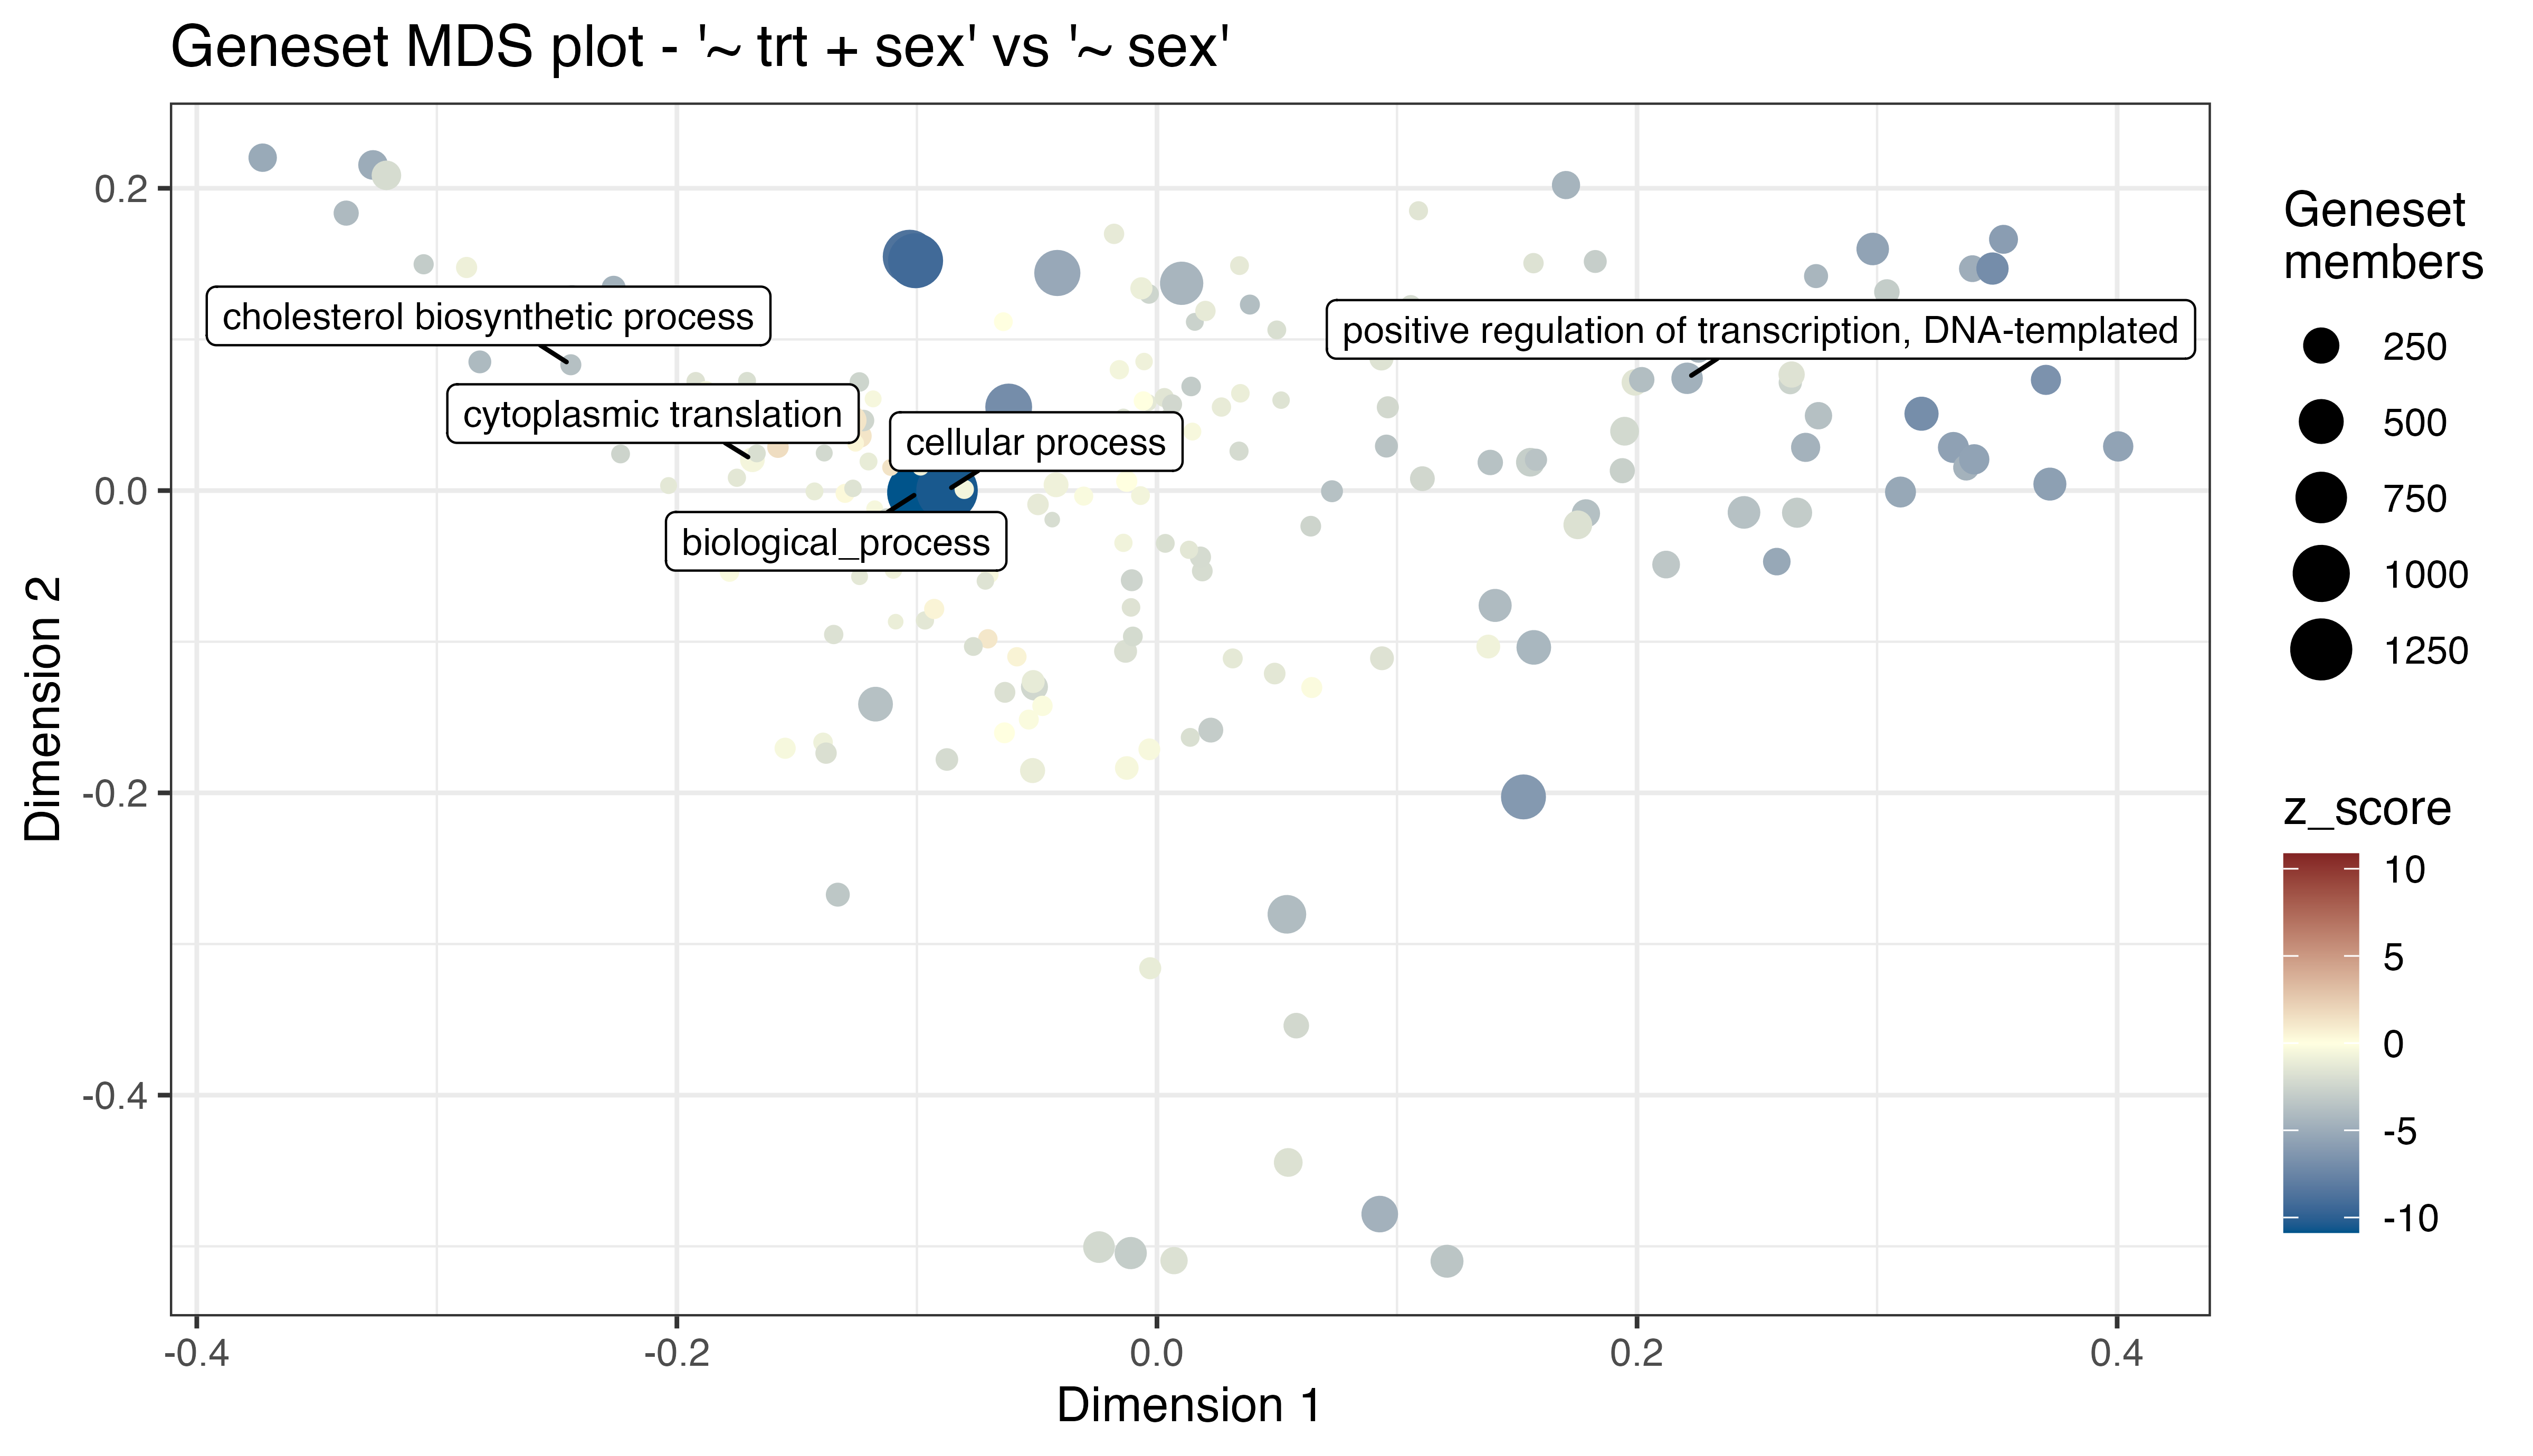 Geneset MDS plot - '~ trt + sex' vs '~ sex'
Dimension 2
0.2
0.0
-0.2
-0.4
cholesterol biosynthetic process
positive regulation of transcription, DNA-templated
cytoplasmic translation
cellular process
biological_process
-0.4
-0.2
0.0
0.2
0.4
Dimension 1
Geneset
members
250
500
750
1000
1250
z_score
10
5
0
-5
-10